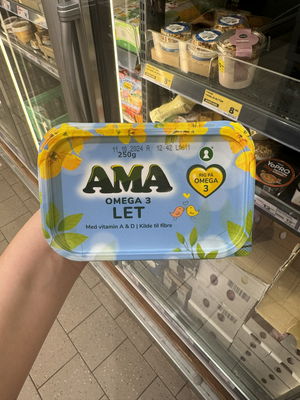 11.10.2024 R 12:42 L9611
250g
AMA
OMEGA 3
LET
RIG PÅ
OMEGA
3
Med vitamin A & D | Kilde til fibre